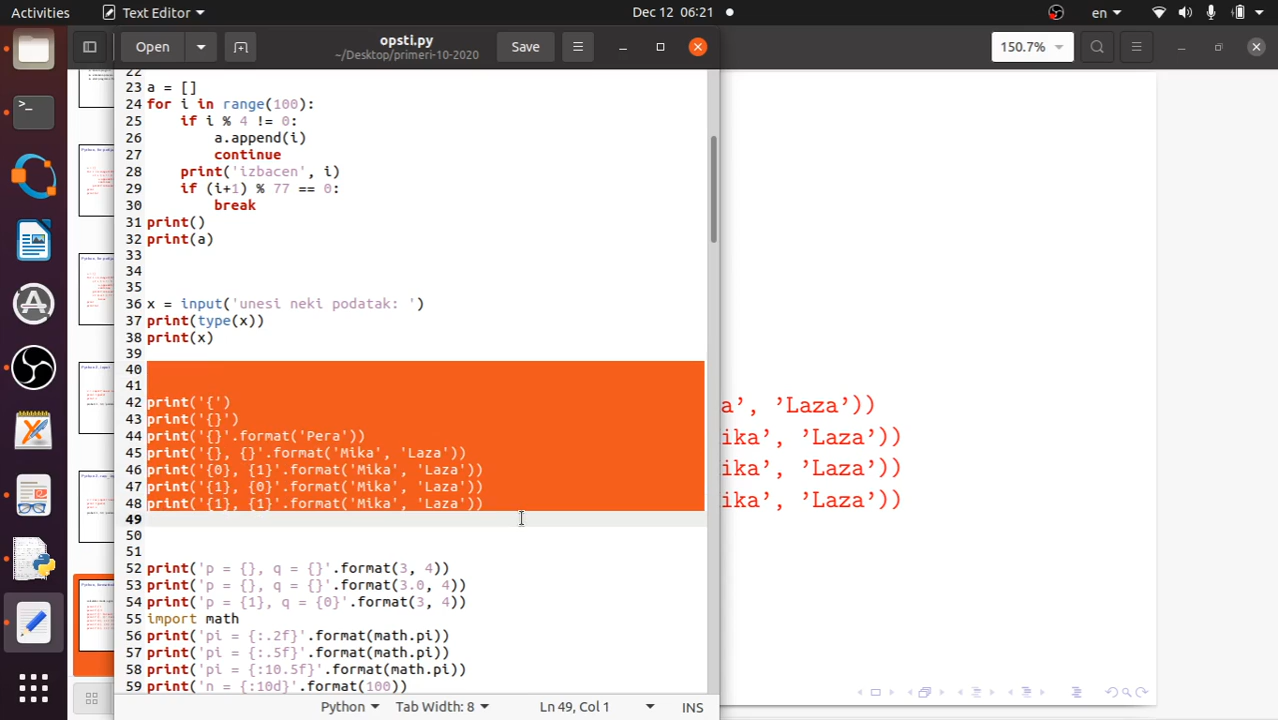 Activities
Text Editor
Dec 12 06:21
en
Open
opsti.py
~/Desktop/primeri-10-2020
Save
150.7%
22
23 a = []
24 for i in range(100):
25     if i % 4 != 0:
26         a.append(i)
27         continue
28     print('izbacen', i)
29     if (i+1) % 77 == 0:
30         break
31 print()
32 print(a)
33
34
35
36 x = input('unesi neki podatak: ')
37 print(type(x))
38 print(x)
39
40
41
42 print('{')
43 print('{}')
44 print('{}'.format('Pera'))
45 print('{}, {}'.format('Mika', 'Laza'))
46 print('{0}, {1}'.format('Mika', 'Laza'))
47 print('{1}, {0}'.format('Mika', 'Laza'))
48 print('{1}, {1}'.format('Mika', 'Laza'))
49
50
51
52 print('p = {}, q = {}'.format(3, 4))
53 print('p = {}, q = {}'.format(3.0, 4))
54 print('p = {1}, q = {0}'.format(3, 4))
55 import math
56 print('pi = {:.2f}'.format(math.pi))
57 print('pi = {:.5f}'.format(math.pi))
58 print('pi = {:10.5f}'.format(math.pi))
59 print('n = {:10d}'.format(100))
a', 'Laza'))
ika', 'Laza'))
ika', 'Laza'))
ika', 'Laza'))
Python
Tab Width: 8
Ln 49, Col 1
INS